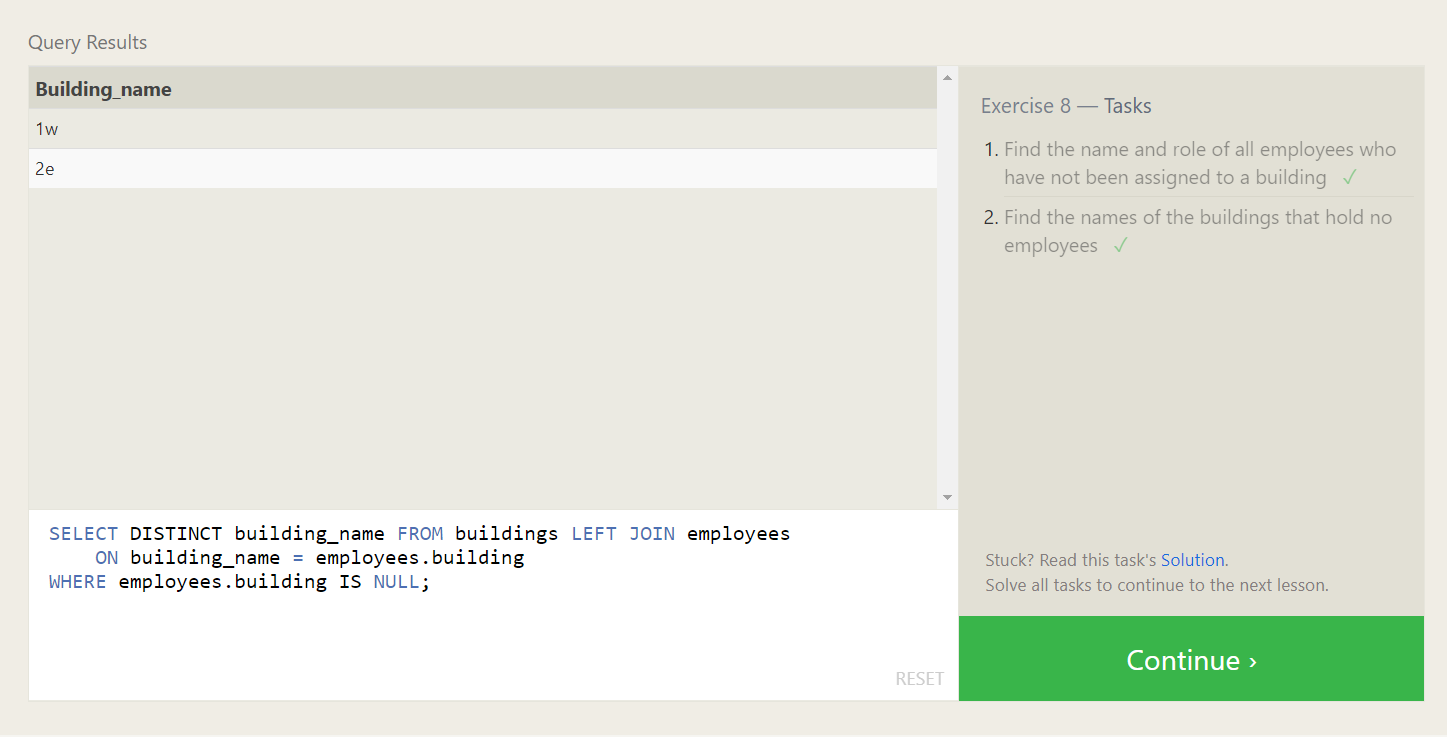 Query Results
Building_name
1w
2e
SELECT DISTINCT building_name FROM buildings LEFT JOIN employees
    ON building_name = employees.building
WHERE employees.building IS NULL;
RESET
Exercise 8 — Tasks
1. Find the name and role of all employees who
have not been assigned to a building ✓
2. Find the names of the buildings that hold no
employees ✓
Stuck? Read this task's Solution.
Solve all tasks to continue to the next lesson.
Continue ›